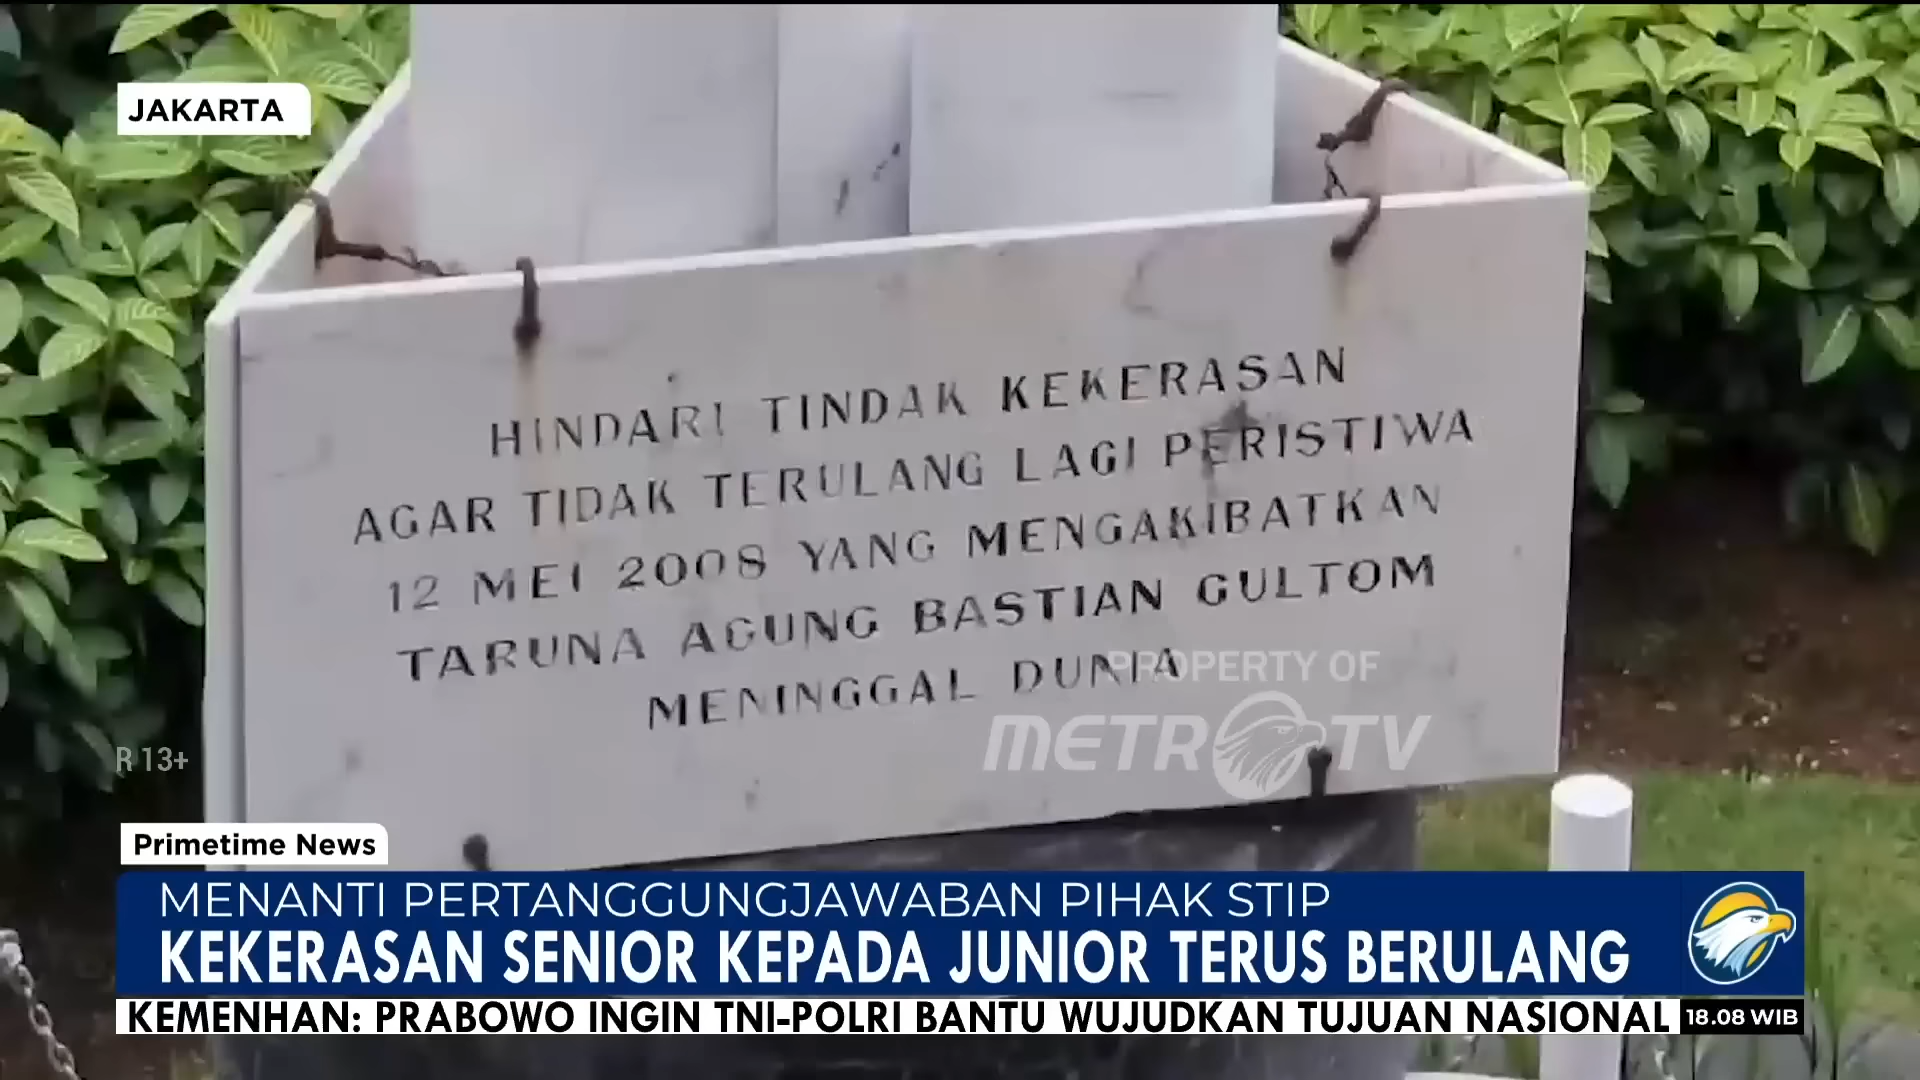 JAKARTA
HINDARI TINDAK KEKERASAN
AGAR TIDAK TERULANG LAGI PERISTIWA
12 MEI 2008 YANG MENGAKIBATKAN
TARUNA AGUNG BASTIAN GULTOM
MENINGGAL DUNIA
PROPERTY OF
METRO TV
R 13+
Primetime News
MENANTI PERTANGGUNGJAWABAN PIHAK STIP
KEKERASAN SENIOR KEPADA JUNIOR TERUS BERULANG
KEMENHAN: PRABOWO INGIN TNI-POLRI BANTU WUJUDKAN TUJUAN NASIONAL 18.08 WIB